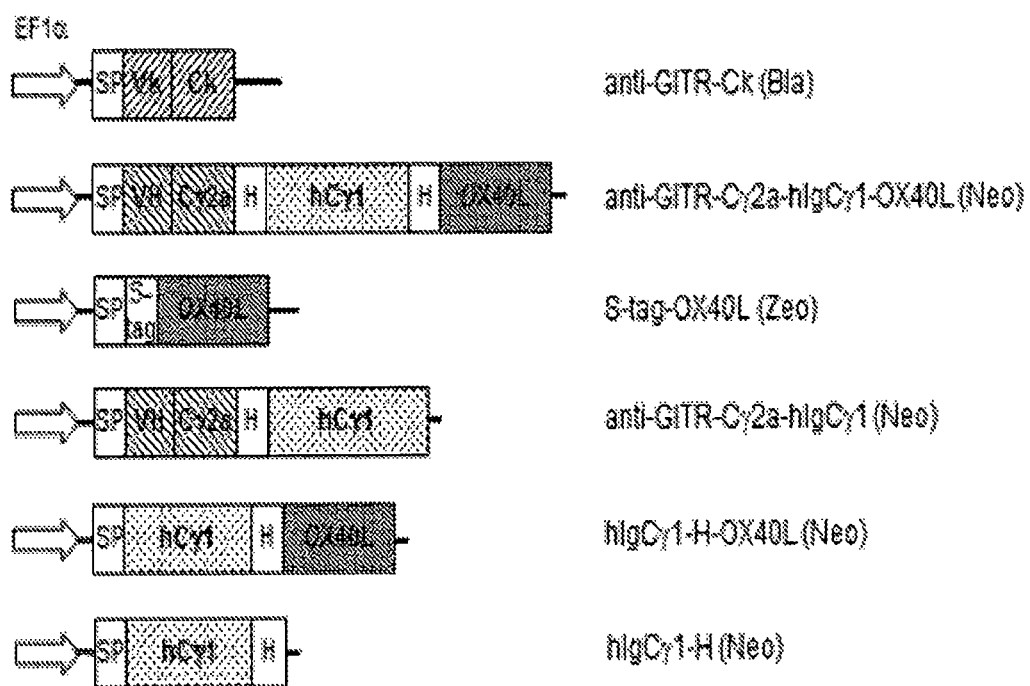 EF1α
SP Vk Ck anti-GITR-Ck (Bla)
SP VH Cγ2a H hCγ1 H OX40L anti-GITR-Cγ2a-hIgCγ1-OX40L (Neo)
SP S-tag OX40L S-tag-OX40L (Zeo)
SP VH Cγ2a H hCγ1 anti-GITR-Cγ2a-hIgCγ1 (Neo)
SP hCγ1 H OX40L hIgCγ1-H-OX40L (Neo)
SP hCγ1 H hIgCγ1-H (Neo)